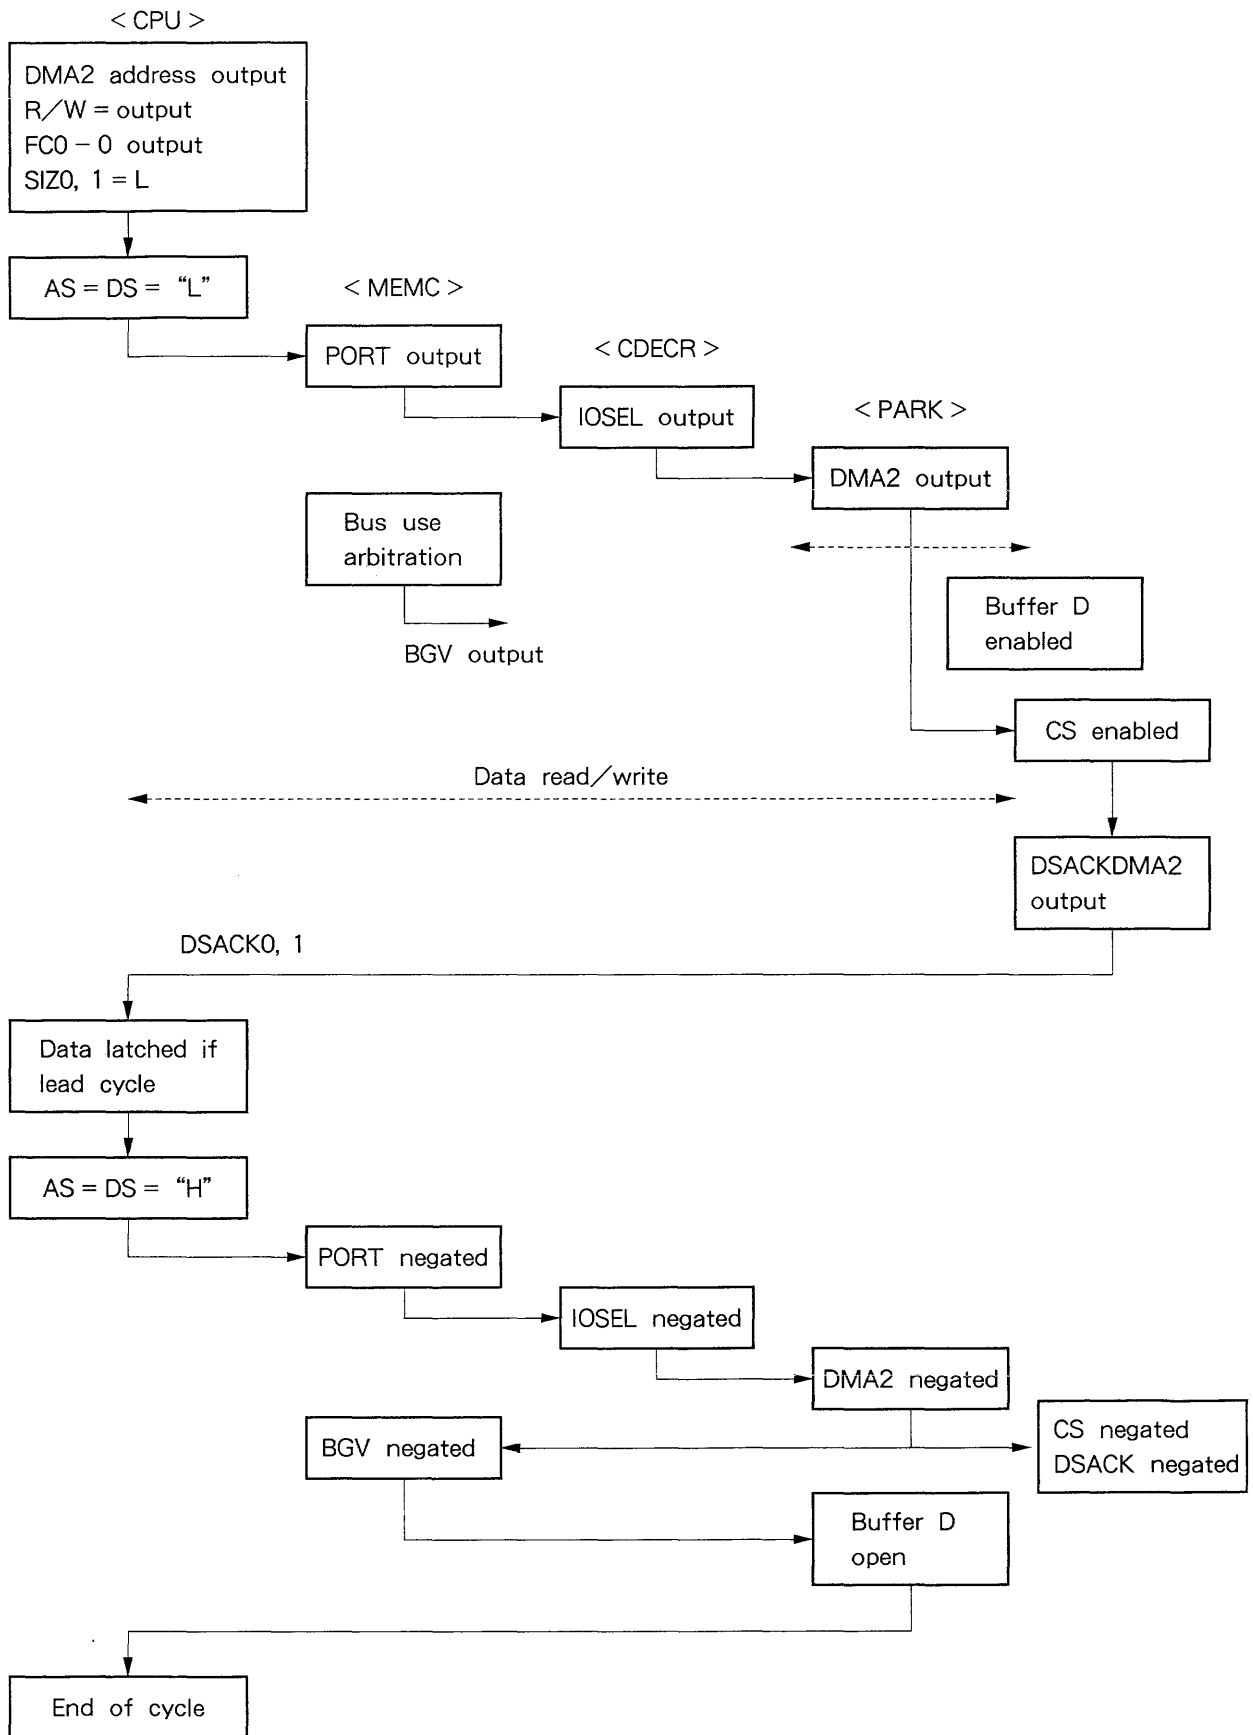 < CPU >
DMA2 address output
R/W = output
FC0 - 0 output
SIZ0, 1 = L
AS = DS = “L”
< MEMC >
PORT output
< CDECR >
IOSEL output
< PARK >
DMA2 output
Bus use
arbitration
BGV output
Buffer D
enabled
CS enabled
Data read/write
DSACKDMA2
output
DSACK0, 1
Data latched if
lead cycle
AS = DS = “H”
PORT negated
IOSEL negated
DMA2 negated
BGV negated
CS negated
DSACK negated
Buffer D
open
End of cycle